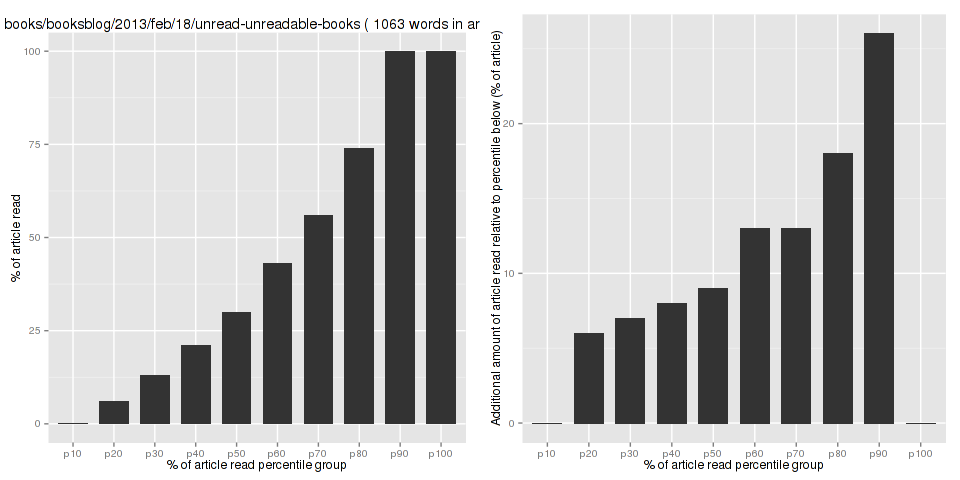 books/booksblog/2013/feb/18/unread-unreadable-books ( 1063 words in ar
% of article read
100
75
50
25
0
p10 p20 p30 p40 p50 p60 p70 p80 p90 p100
% of article read percentile group
Additional amount of article read relative to percentile below (% of article)
20
10
0
p10 p20 p30 p40 p50 p60 p70 p80 p90 p100
% of article read percentile group